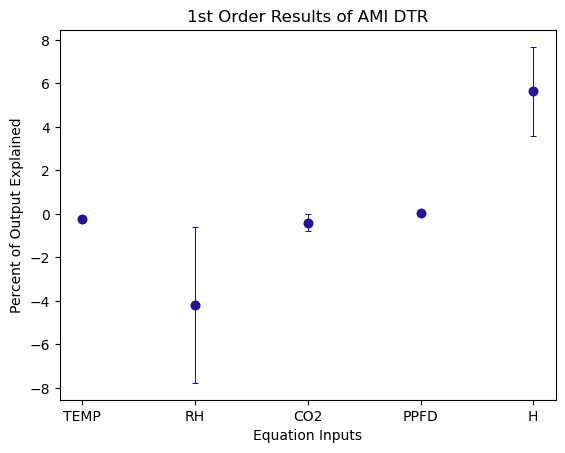 1st Order Results of AMI DTR
Percent of Output Explained
8
6
4
2
0
−2
−4
−6
−8
TEMP RH CO2 PPFD H
Equation Inputs